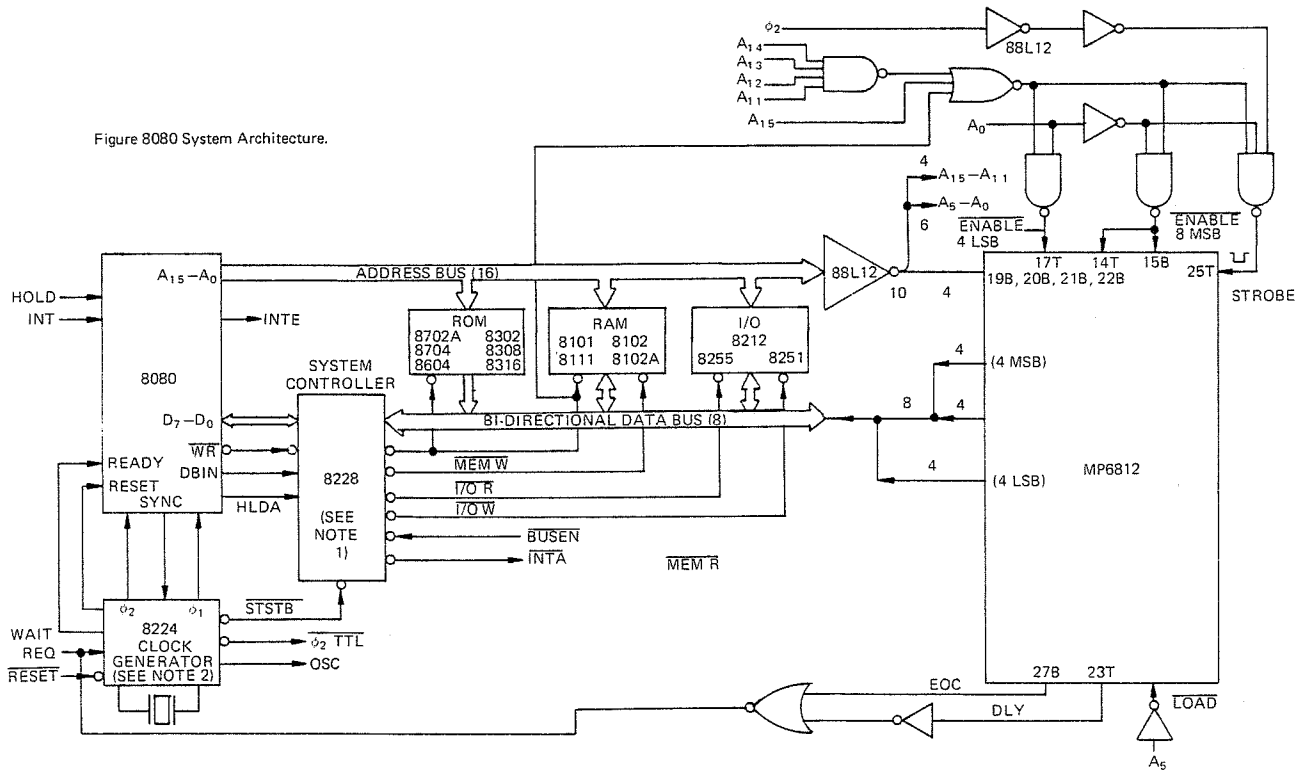 φ2
88L12
A14
A13
A12
A11
A15
A0
Figure 8080 System Architecture.
4
A15–A11
A5–A0
6
ENABLE
4 LSB
ENABLE
8 MSB
17T 14T 15B
25T
19B, 20B, 21B, 22B
STROBE
88L12
10
4
A15–A0
ADDRESS BUS (16)
HOLD
INT
INTE
8080
ROM
8702A 8302
8704 8308
8604 8316
RAM
8101 8102
8111 8102A
I/O
8212
8255 8251
SYSTEM
CONTROLLER
4
(4 MSB)
D7–D0
BI-DIRECTIONAL DATA BUS (8)
8
4
WR
READY
DBIN
RESET
SYNC
HLDA
8228
(SEE
NOTE
1)
MEM W
I/O R
I/O W
BUSEN
INTA
MEM R
4
(4 LSB)
MP6812
φ2 φ1
STSTB
8224
CLOCK
GENERATOR
(SEE NOTE 2)
WAIT
REQ
RESET
φ2 TTL
OSC
27B 23T
EOC
DLY
LOAD
A5